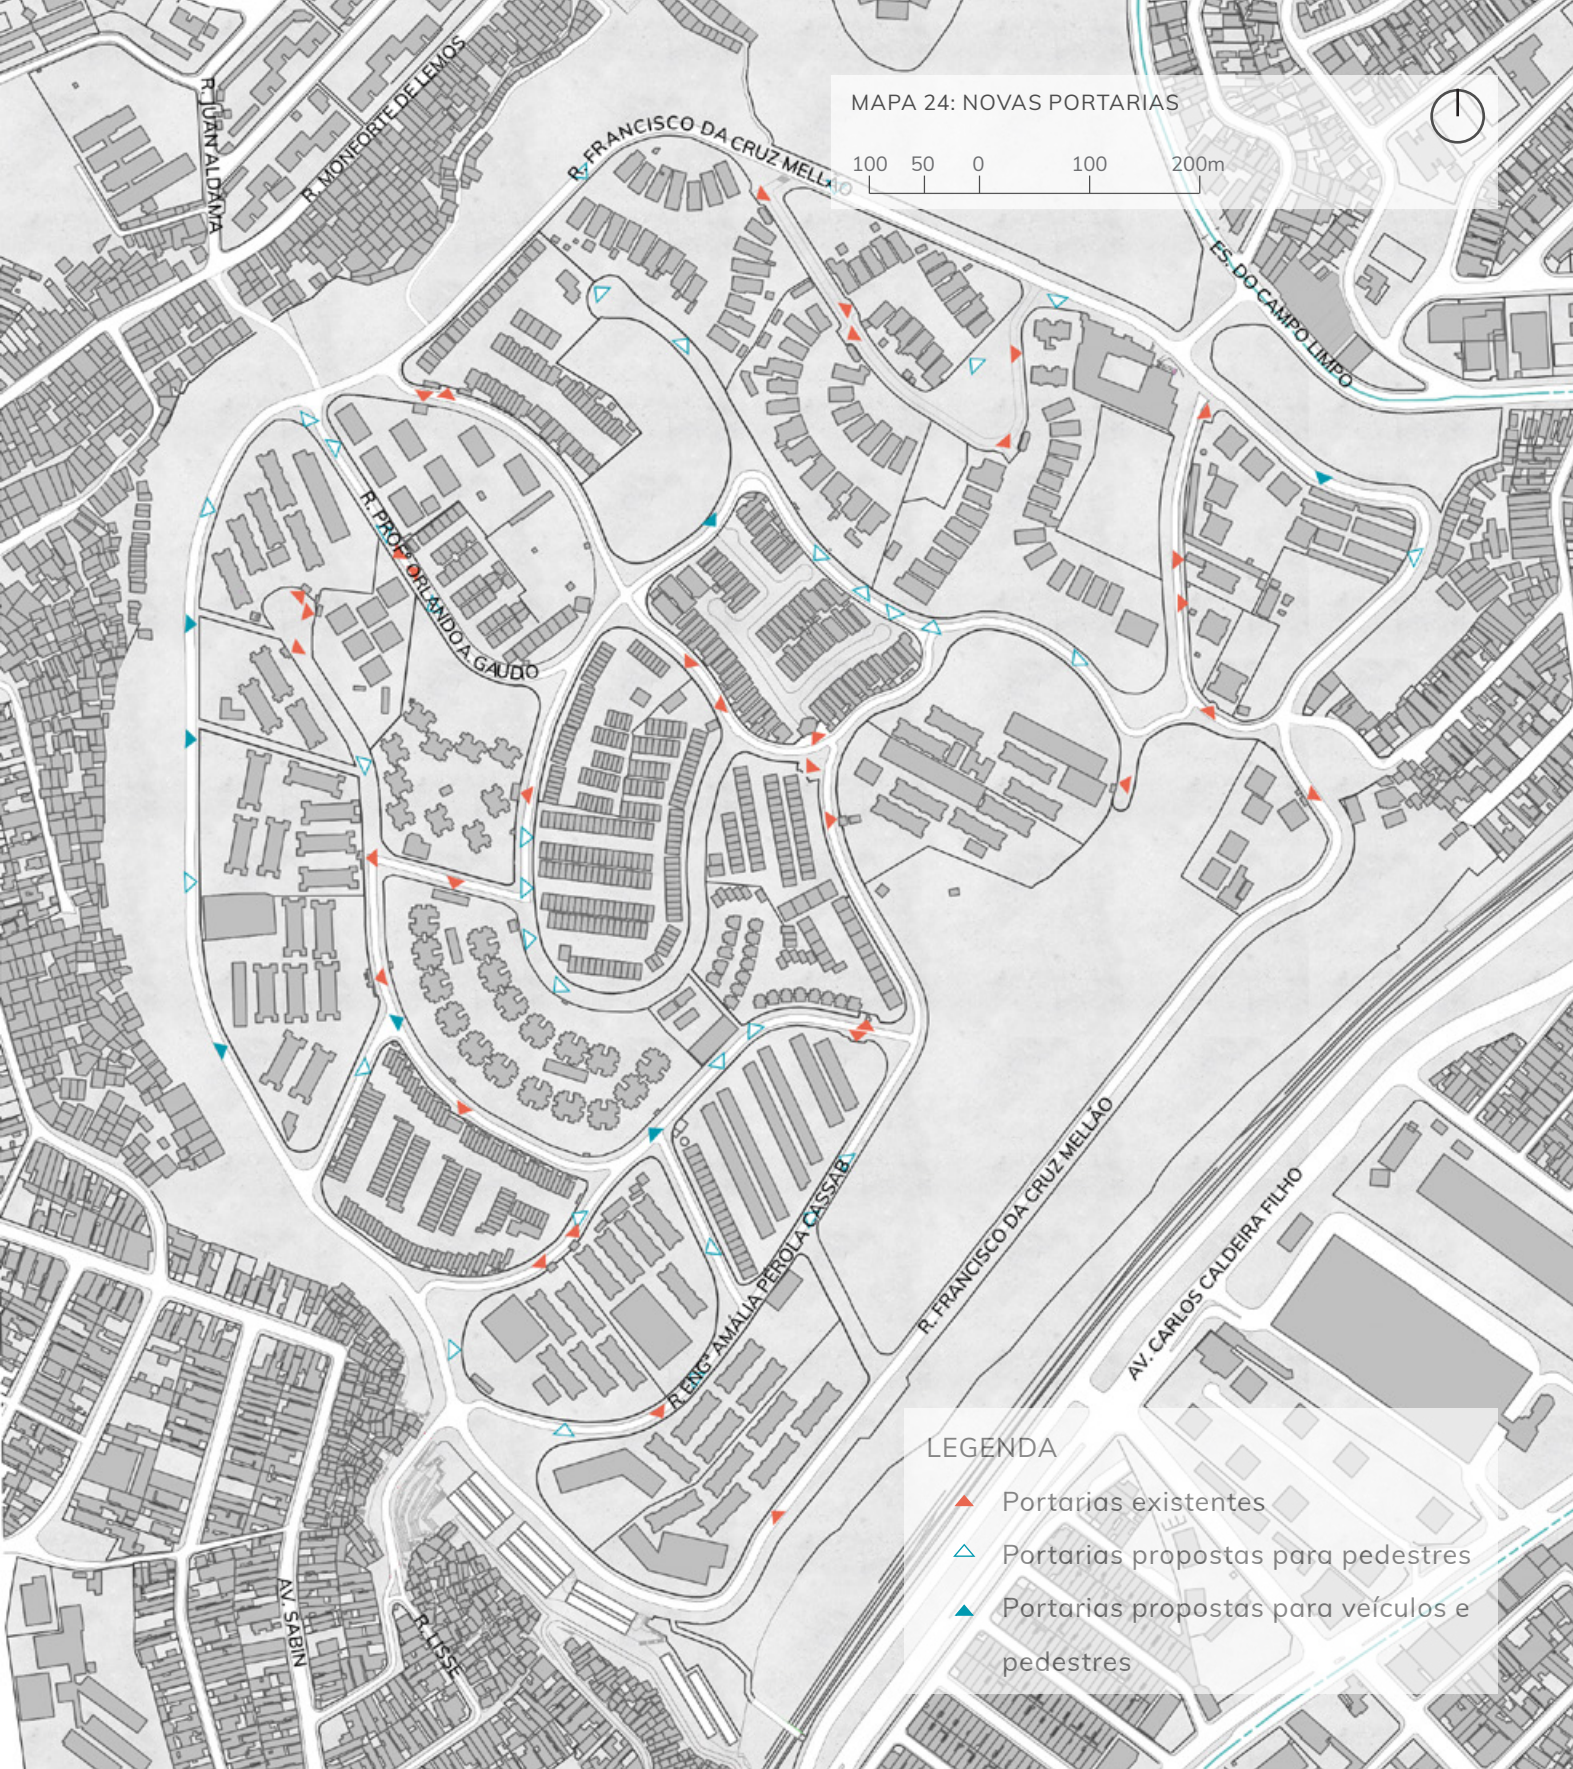 MAPA 24: NOVAS PORTARIAS
100 50 0 100 200m
R. JUAN ALDAMA
R. MONFORTE DE LEMOS
R. FRANCISCO DA CRUZ MELLÃO
ES. DO CAMPO LIMPO
R. PROFº ORLANDO A. GAUDO
R. ENGª AMÁLIA PÉROLA CASSAB
R. FRANCISCO DA CRUZ MELLÃO
AV. CARLOS CALDEIRA FILHO
AV. SABIN
R. LISSE
LEGENDA
Portarias existentes
Portarias propostas para pedestres
Portarias propostas para veículos e
pedestres